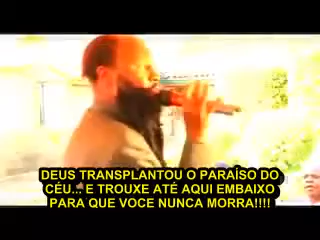 DEUS TRANSPLANTOU O PARAÍSO DO
CÉU... E TROUXE ATÉ AQUI EMBAIXO
PARA QUE VOCE NUNCA MORRA!!!!